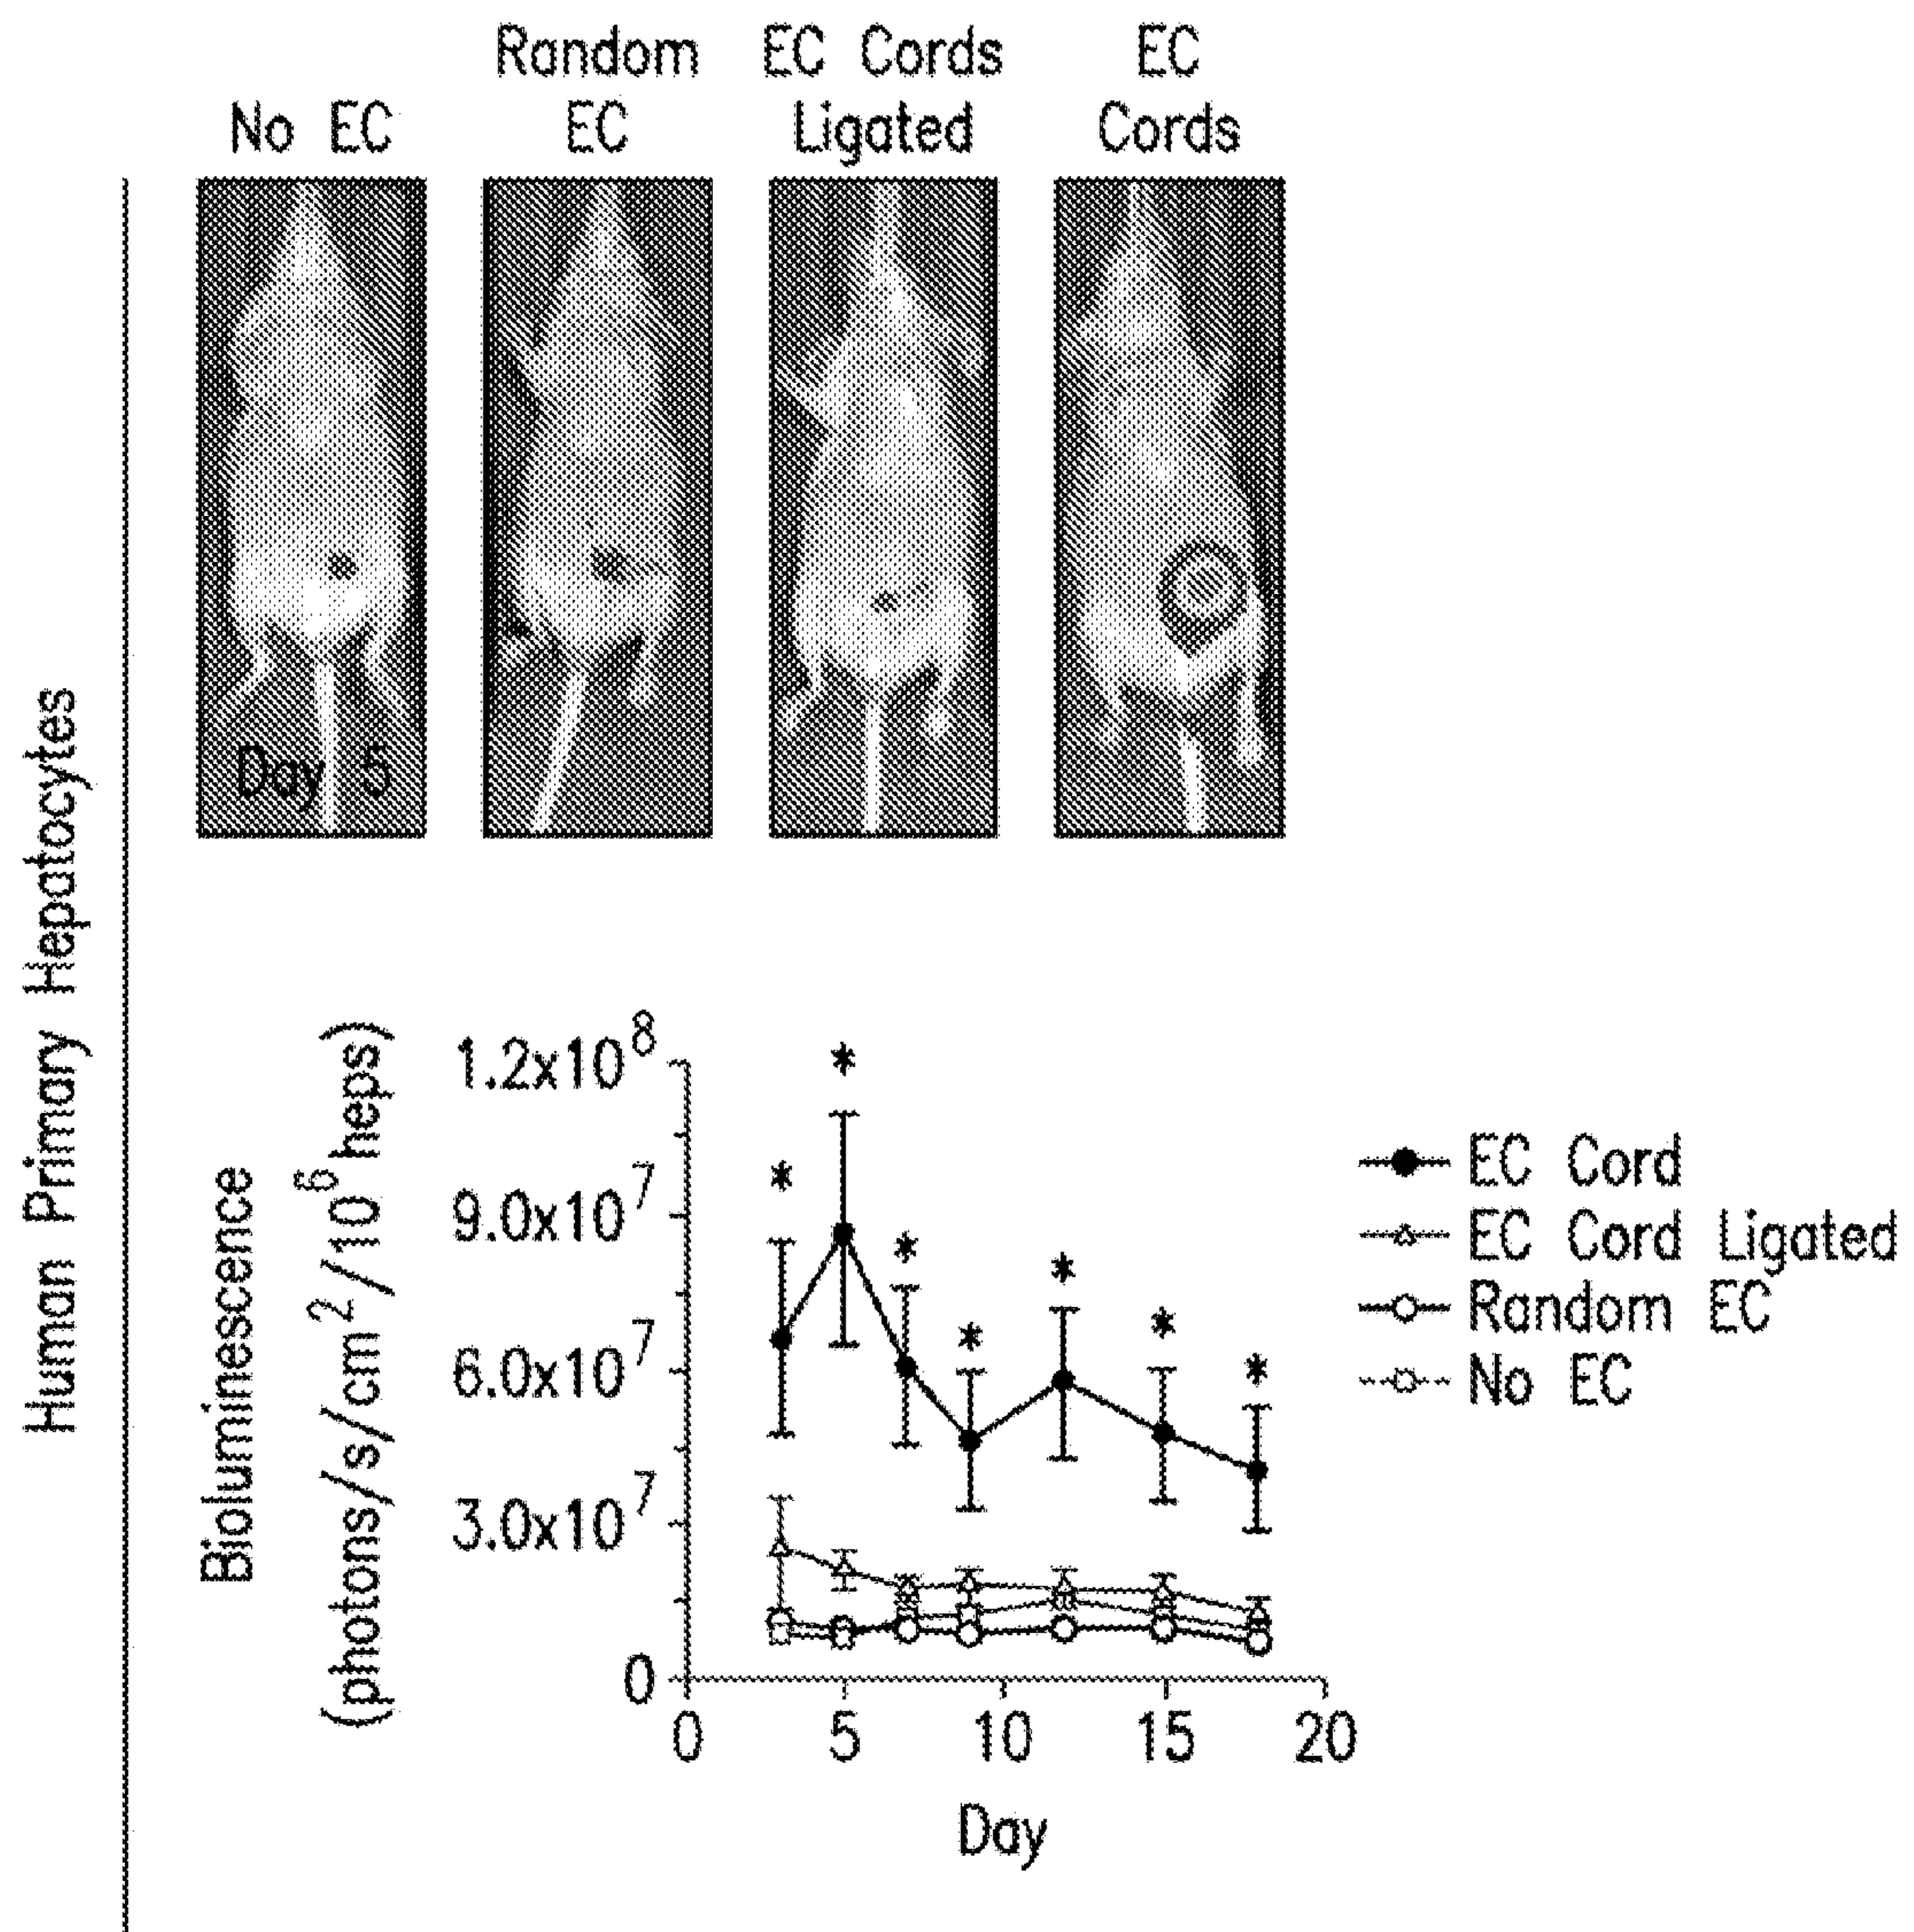 No EC
Random
EC
EC Cords
Ligated
EC
Cords
Day 5
Human Primary Hepatocytes
Bioluminescence
(photons/s/cm²/10⁶heps)
1.2x10⁸
9.0x10⁷
6.0x10⁷
3.0x10⁷
0
*
*
*
*
*
*
*
0 5 10 15 20
Day
EC Cord
EC Cord Ligated
Random EC
No EC